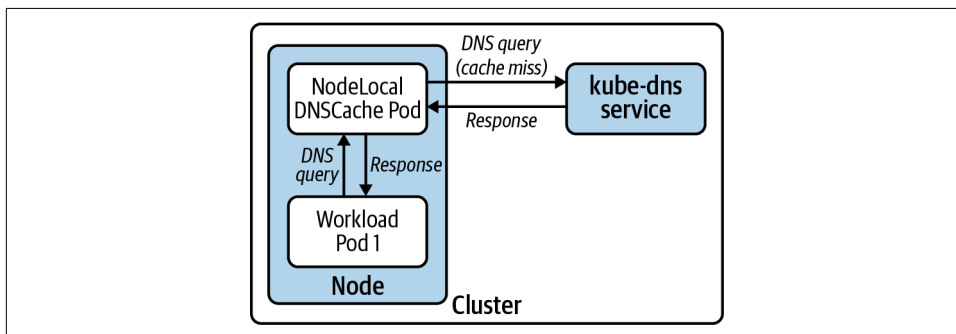 DNS query
(cache miss)
NodeLocal
DNSCache Pod
kube-dns
service
Response
DNS
query
Response
Workload
Pod 1
Node
Cluster